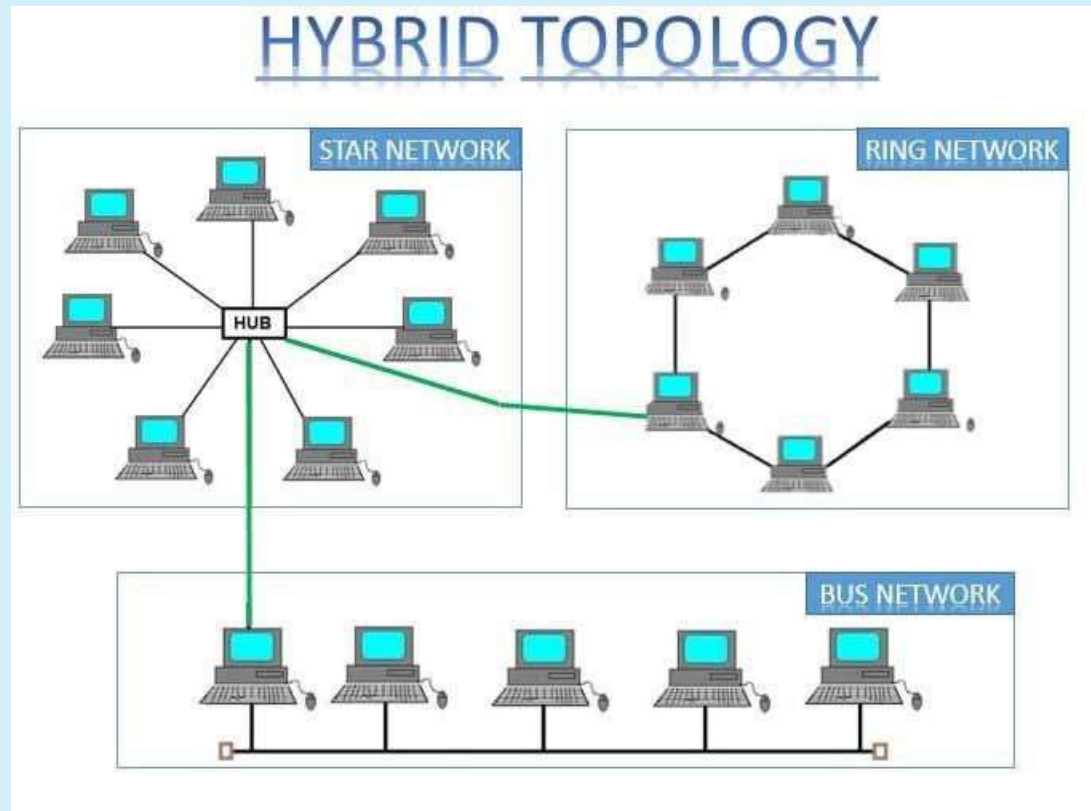 HYBRID TOPOLOGY
STAR NETWORK
RING NETWORK
HUB
BUS NETWORK